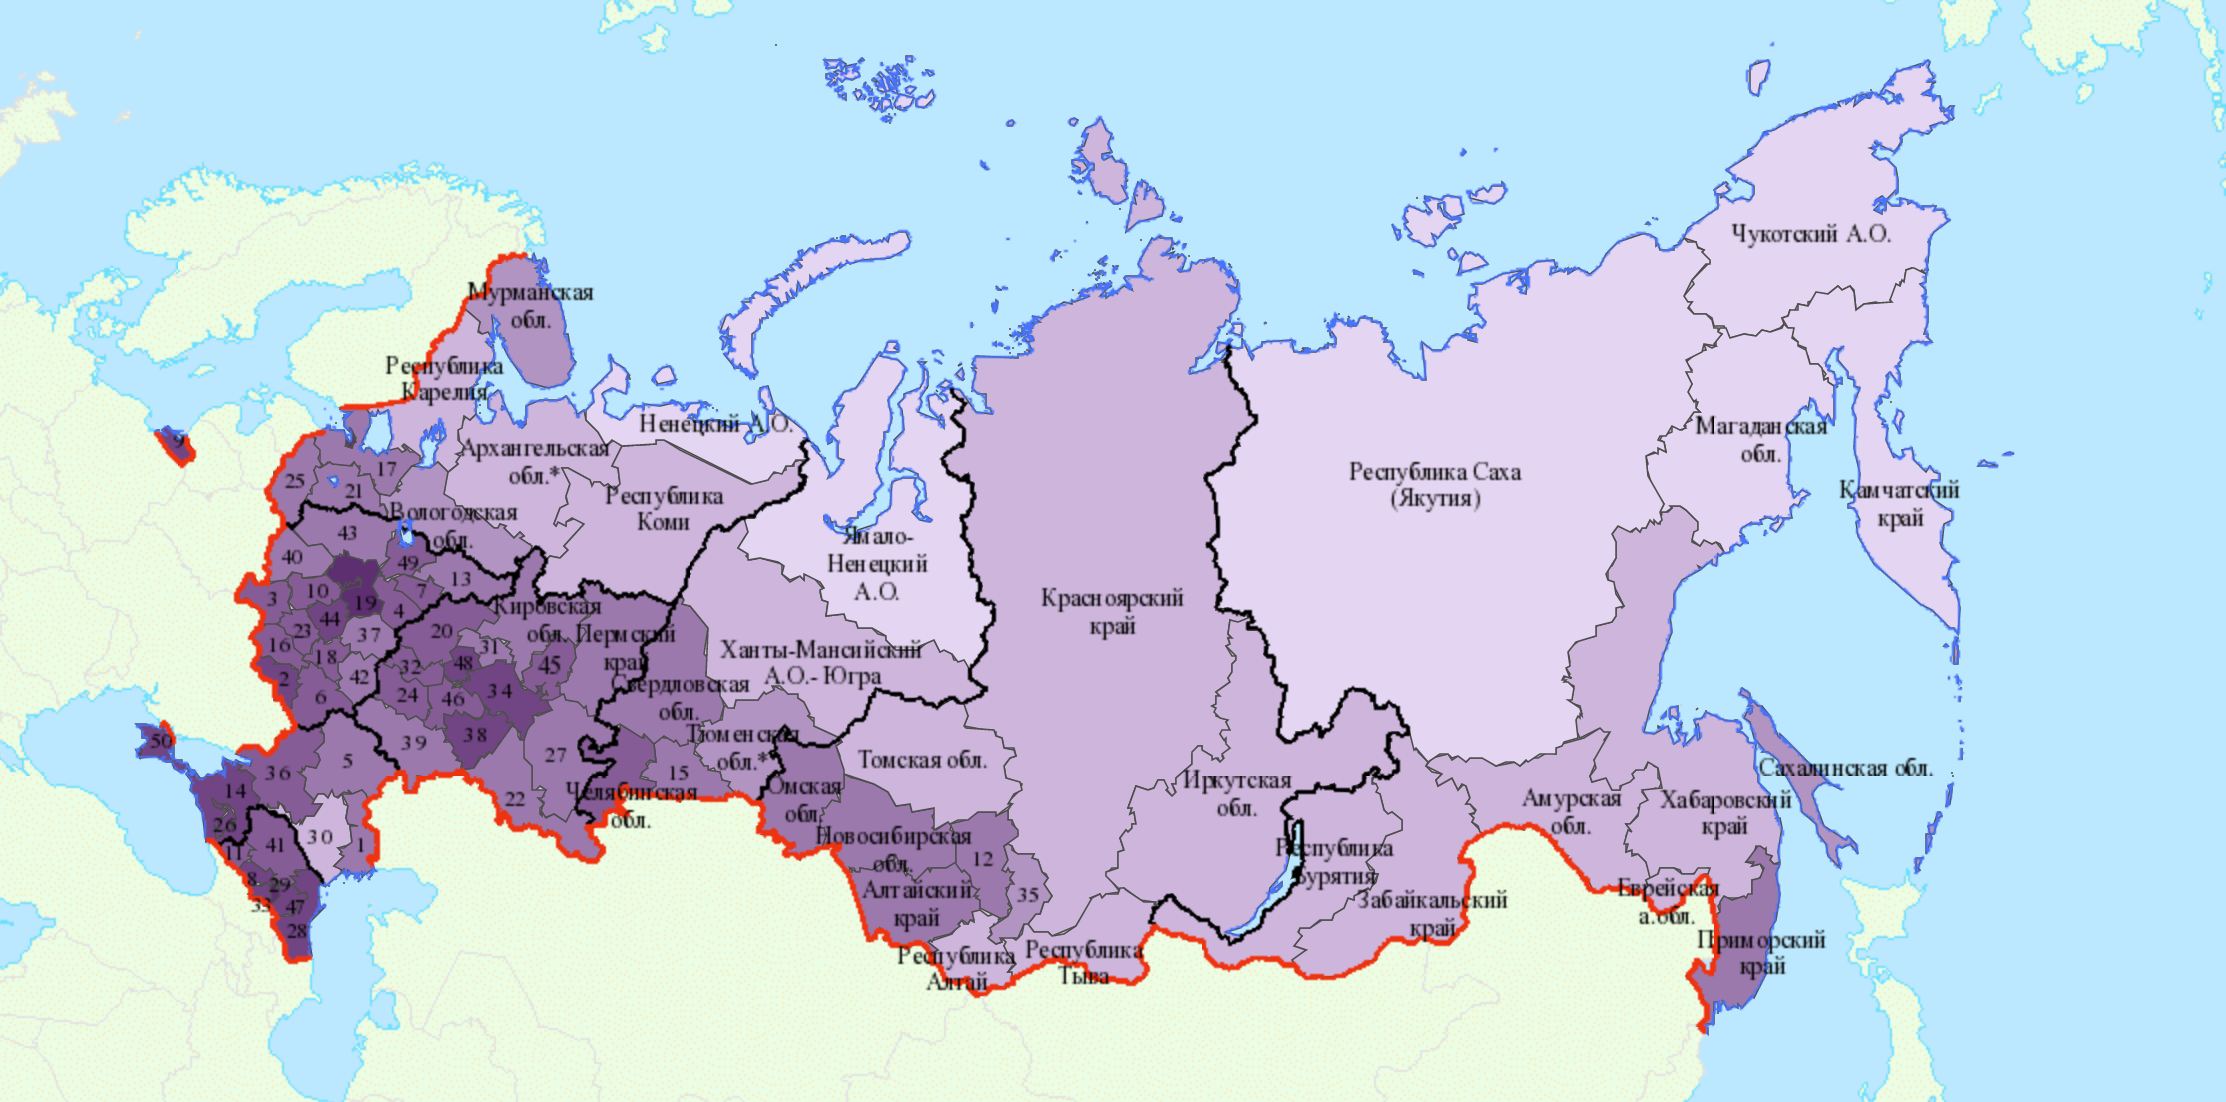 Чукотский А.О.
Мурманская
обл.
Республика
Карелия
Ненецкий А.О.
Магаданская
обл.
9
Архангельская
обл.*
17
Республика Саха
(Якутия)
25
21
Республика
Коми
Камчатский
край
Вологодская
обл.
43
Ямало-
Ненецкий
А.О.
40
49
13
3
10
19
7
4
Красноярский
край
Кировская
обл.
44
23
37
20
Пермский
край
16
18
31
32
48
45
Ханты-Мансийский
А.О.- Югра
2
42
Свердловская
обл.
6
24
46
34
50
39
38
Тюменская
обл.*
5
27
Томская обл.
36
15
Сахалинская обл.
14
22
Челябинская
обл.
Омская
обл.
Иркутская
обл.
Амурская
обл.
Хабаровский
край
26
30
Новосибирская
обл.
11
41
1
12
Республика
Бурятия
8
29
Алтайский
край
35
Еврейская
а.обл.
33
47
Забайкальский
край
28
Приморский
край
Республика
Алтай
Республика
Тыва